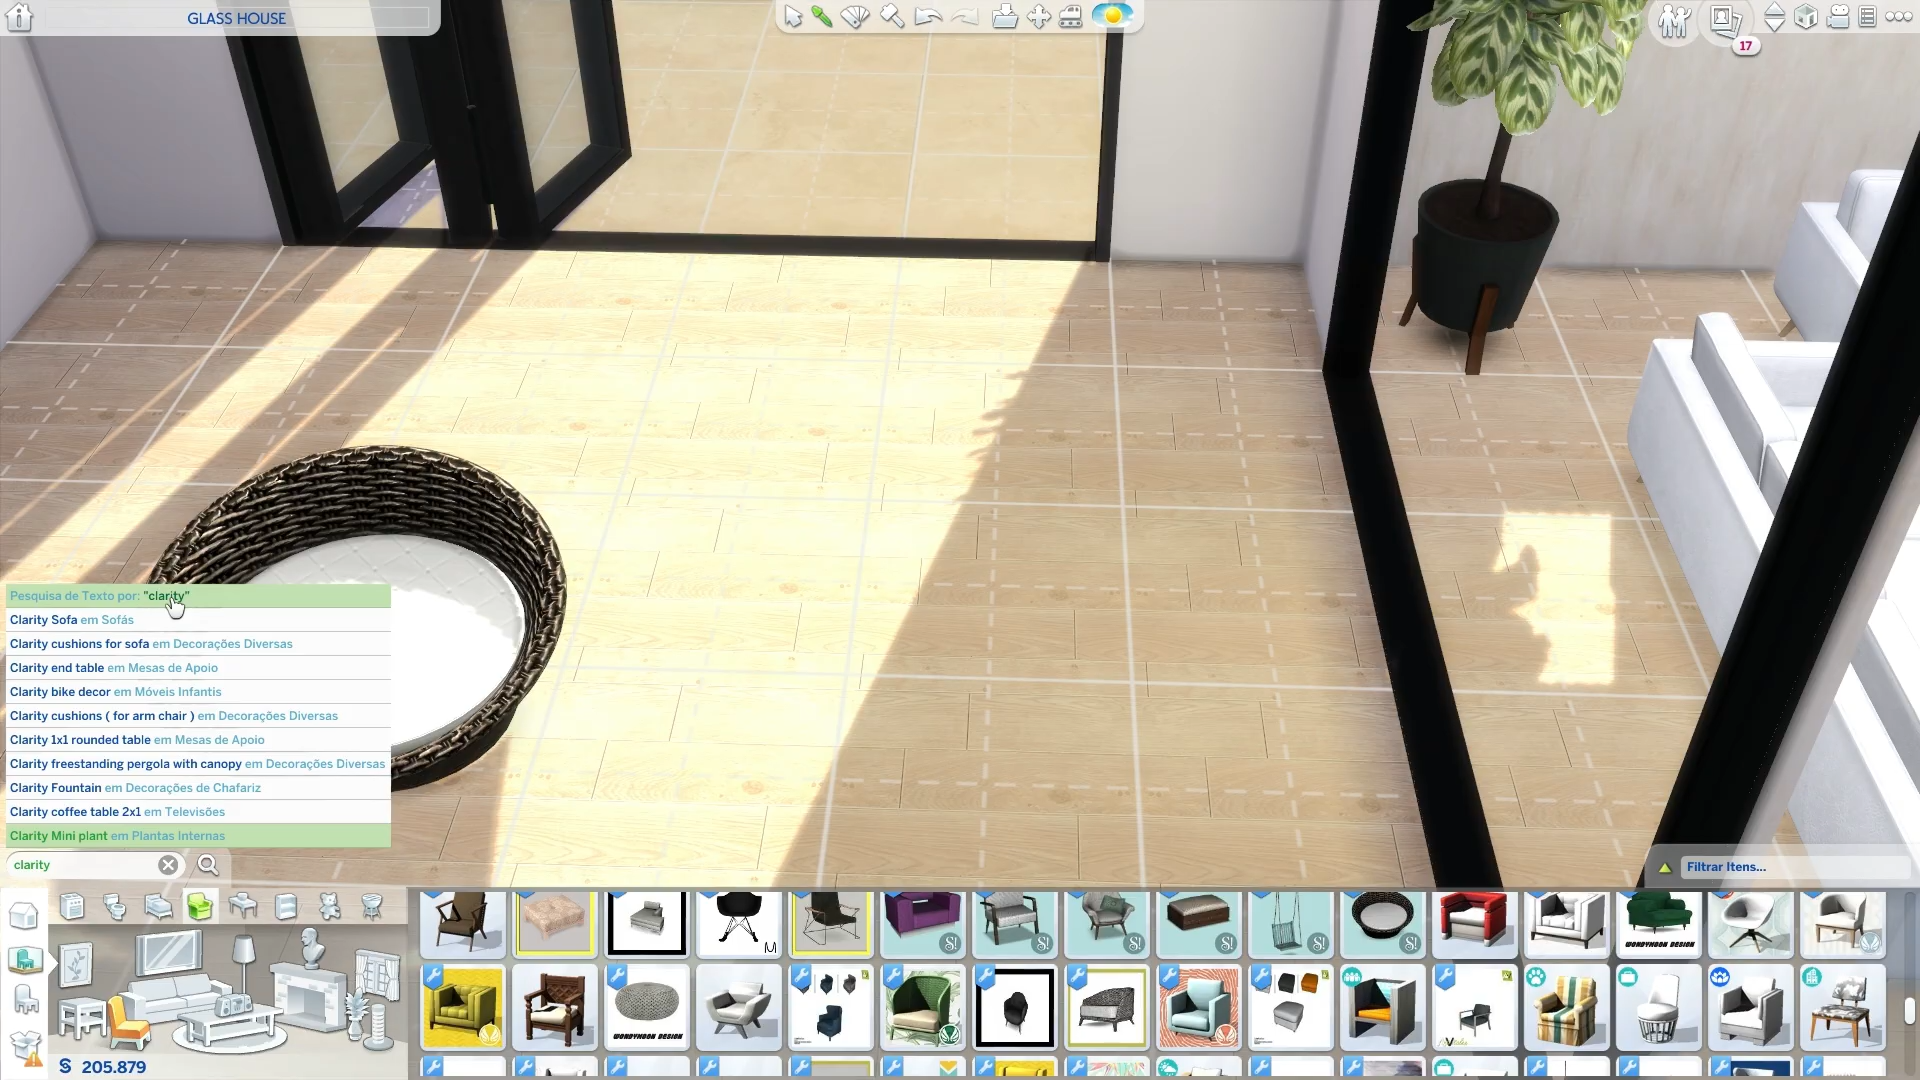 GLASS HOUSE
17
Pesquisa de Texto por: "clarity"
Clarity Sofa em Sofás
Clarity cushions for sofa em Decorações Diversas
Clarity end table em Mesas de Apoio
Clarity bike decor em Móveis Infantis
Clarity cushions ( for arm chair ) em Decorações Diversas
Clarity 1x1 rounded table em Mesas de Apoio
Clarity freestanding pergola with canopy em Decorações Diversas
Clarity Fountain em Decorações de Chafariz
Clarity coffee table 2x1 em Televisões
Clarity Mini plant em Plantas Internas
clarity
Filtrar Itens...
M
S!
S!
S!
S!
S!
S!
WONDYMOON DESIGN
WONDYMOON DESIGN
§ 205.879